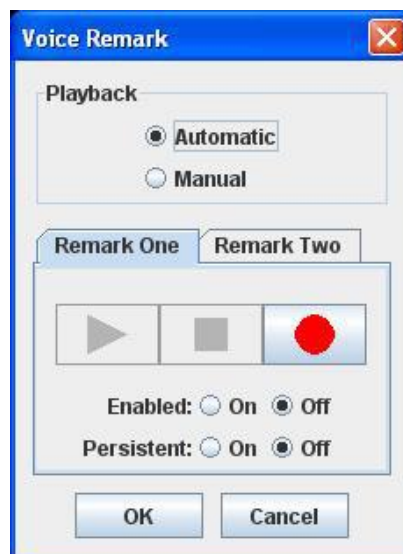 Voice Remark
Playback
Automatic
Manual
Remark One Remark Two
Enabled: On Off
Persistent: On Off
OK Cancel